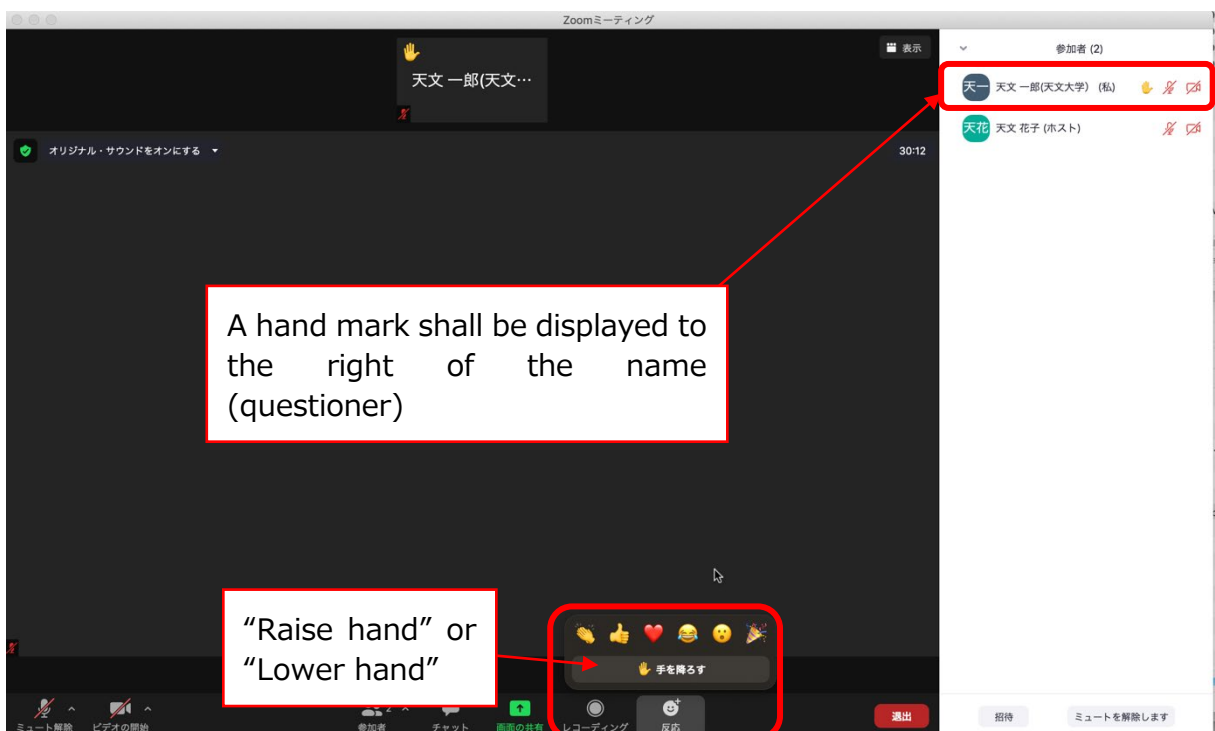 Zoomミーティング
天文 一郎(天文…
表示
参加者 (2)
天一
天文 一郎(天文大学) (私)
天花
天文 花子 (ホスト)
オリジナル・サウンドをオンにする
30:12
A hand mark shall be displayed to
the right of the name
(questioner)
“Raise hand” or
“Lower hand”
手を降ろす
ミュート解除
ビデオの開始
2
参加者
チャット
画面の共有
レコーディング
反応
退出
招待
ミュートを解除します